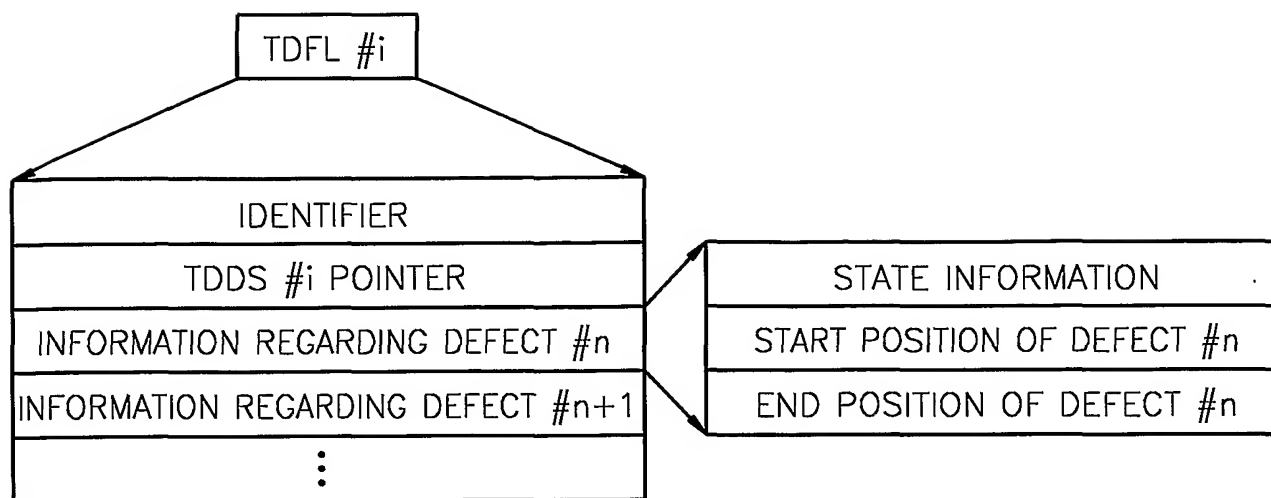 TDFL #i
IDENTIFIER
TDDS #i POINTER
INFORMATION REGARDING DEFECT #n
INFORMATION REGARDING DEFECT #n+1
STATE INFORMATION
START POSITION OF DEFECT #n
END POSITION OF DEFECT #n